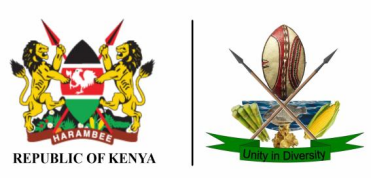 HARAMBEE
REPUBLIC OF KENYA
Unity in Diversity